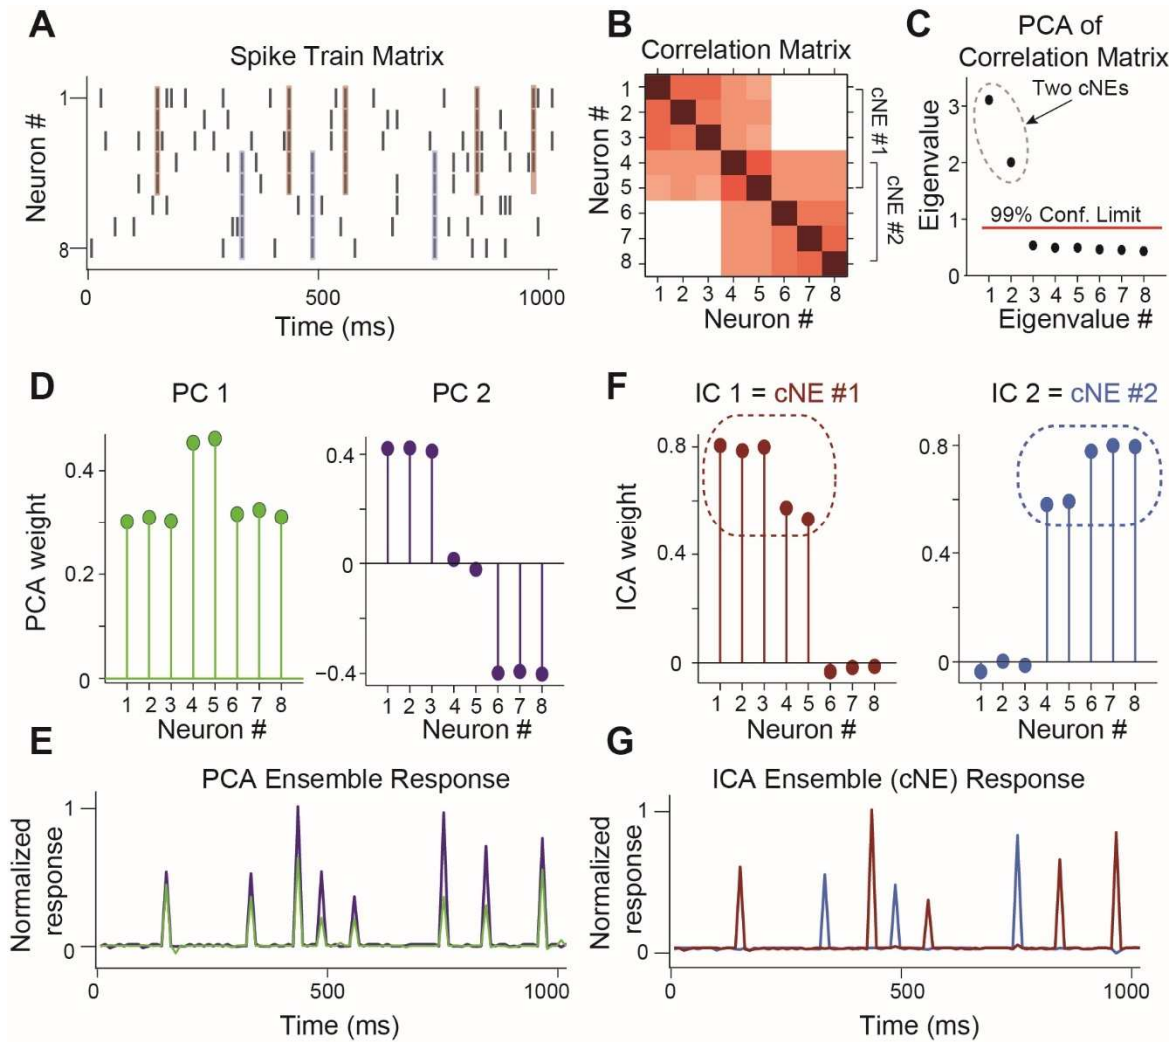 A
Spike Train Matrix
Neuron #
1
8
0
500
1000
Time (ms)
B
Correlation Matrix
Neuron #
1
2
3
4
5
6
7
8
cNE #1
cNE #2
1 2 3 4 5 6 7 8
Neuron #
C
PCA of
Correlation Matrix
Two cNEs
Eigenvalue
3
2
1
0
99% Conf. Limit
1 2 3 4 5 6 7 8
Eigenvalue #
D
PC 1
PCA weight
0.4
0.2
0
1 2 3 4 5 6 7 8
Neuron #
PC 2
0.4
0
−0.4
1 2 3 4 5 6 7 8
Neuron #
F
IC 1 = cNE #1
ICA weight
0.8
0.4
0
1 2 3 4 5 6 7 8
Neuron #
IC 2 = cNE #2
0.8
0.4
0
1 2 3 4 5 6 7 8
Neuron #
E
PCA Ensemble Response
Normalized
response
1
0
0
500
1000
Time (ms)
G
ICA Ensemble (cNE) Response
Normalized
response
1
0
0
500
1000
Time (ms)